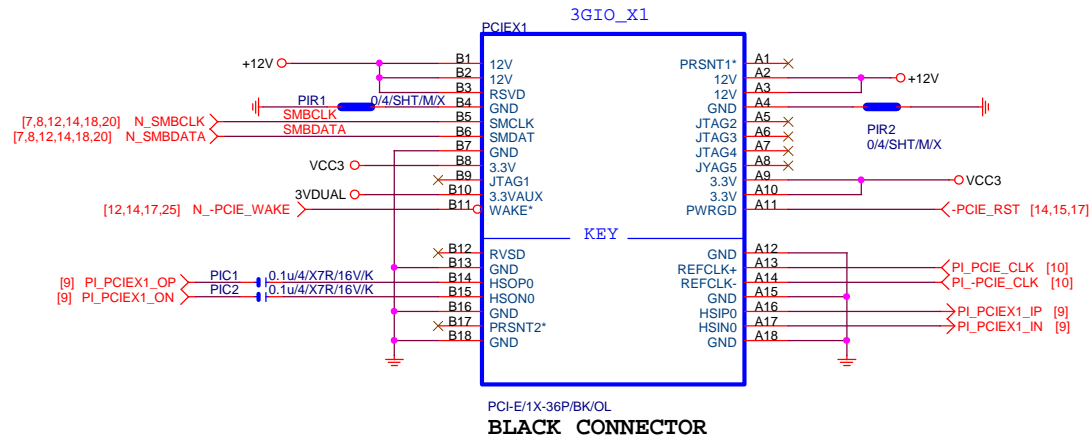 3GIO_X1
PCIEX1
+12V B1 12V PRSNT1* A1
B2 12V 12V A2 +12V
B3 RSVD 12V A3
PIR1 0/4/SHT/M/X B4 GND GND A4
[7,8,12,14,18,20] N_SMBCLK SMBCLK B5 SMCLK JTAG2 A5
[7,8,12,14,18,20] N_SMBDATA SMBDATA B6 SMDAT JTAG3 A6 PIR2
B7 GND JTAG4 A7 0/4/SHT/M/X
VCC3 B8 3.3V JYAG5 A8
B9 JTAG1 3.3V A9 VCC3
3VDUAL B10 3.3VAUX 3.3V A10
[12,14,17,25] N_-PCIE_WAKE B11 WAKE* PWRGD A11 -PCIE_RST [14,15,17]
KEY
B12 RVSD GND A12
B13 GND REFCLK+ A13 PI_PCIE_CLK [10]
[9] PI_PCIEX1_OP PIC1 0.1u/4/X7R/16V/K B14 HSOP0 REFCLK- A14 PI_-PCIE_CLK [10]
[9] PI_PCIEX1_ON PIC2 0.1u/4/X7R/16V/K B15 HSON0 GND A15
B16 GND HSIP0 A16 PI_PCIEX1_IP [9]
B17 PRSNT2* HSIN0 A17 PI_PCIEX1_IN [9]
B18 GND GND A18
PCI-E/1X-36P/BK/OL
BLACK CONNECTOR